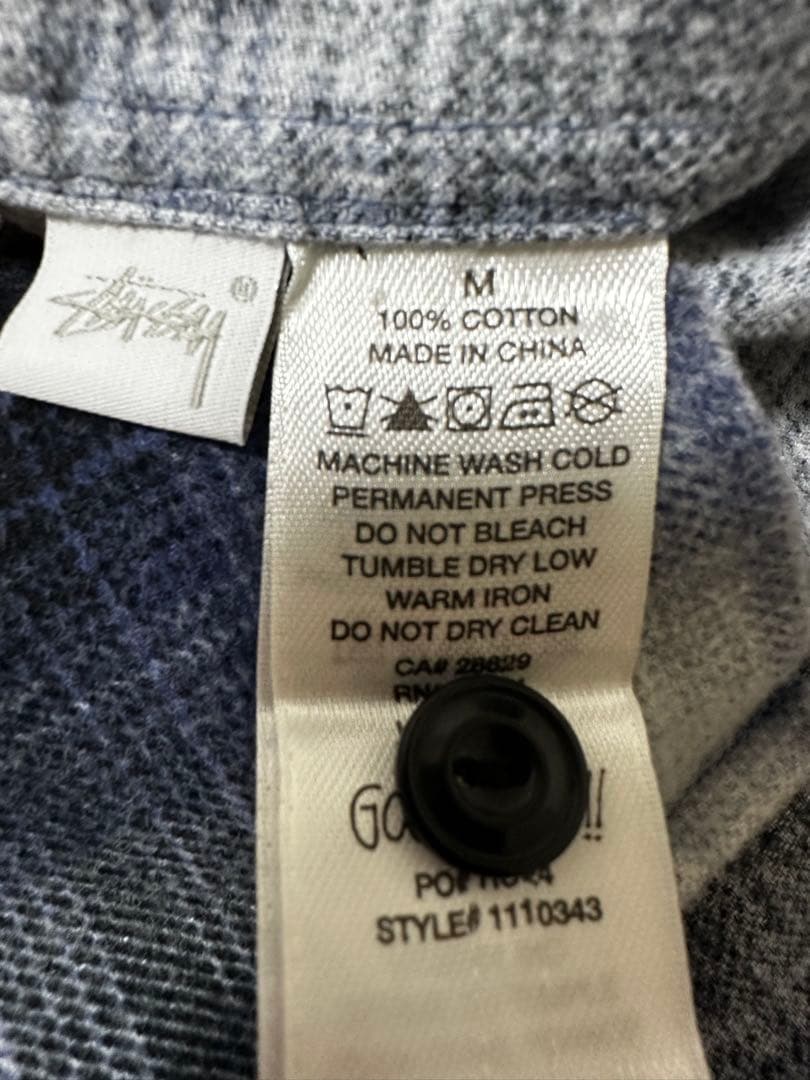 STÜSSY ®
M
100% COTTON
MADE IN CHINA
MACHINE WASH COLD
PERMANENT PRESS
DO NOT BLEACH
TUMBLE DRY LOW
WARM IRON
DO NOT DRY CLEAN
CA# 28629
STYLE# 1110343